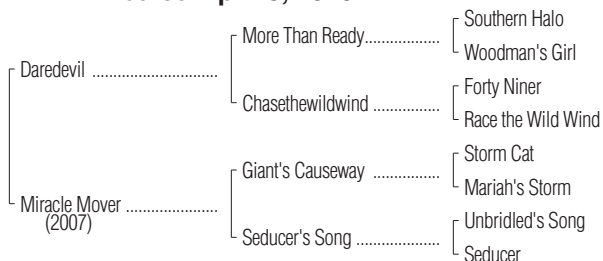 Southern Halo
More Than Ready..................
Woodman's Girl
Daredevil ..............................
Forty Niner
Chasethewildwind ................
Race the Wild Wind
Storm Cat
Giant's Causeway ................
Mariah's Storm
Miracle Mover ......................
(2007)
Unbridled's Song
Seducer's Song ....................
Seducer